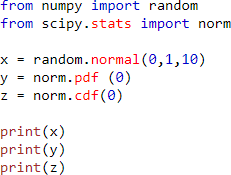 from numpy import random
from scipy.stats import norm
x = random.normal(0,1,10)
y = norm.pdf (0)
z = norm.cdf(0)
print(x)
print(y)
print(z)